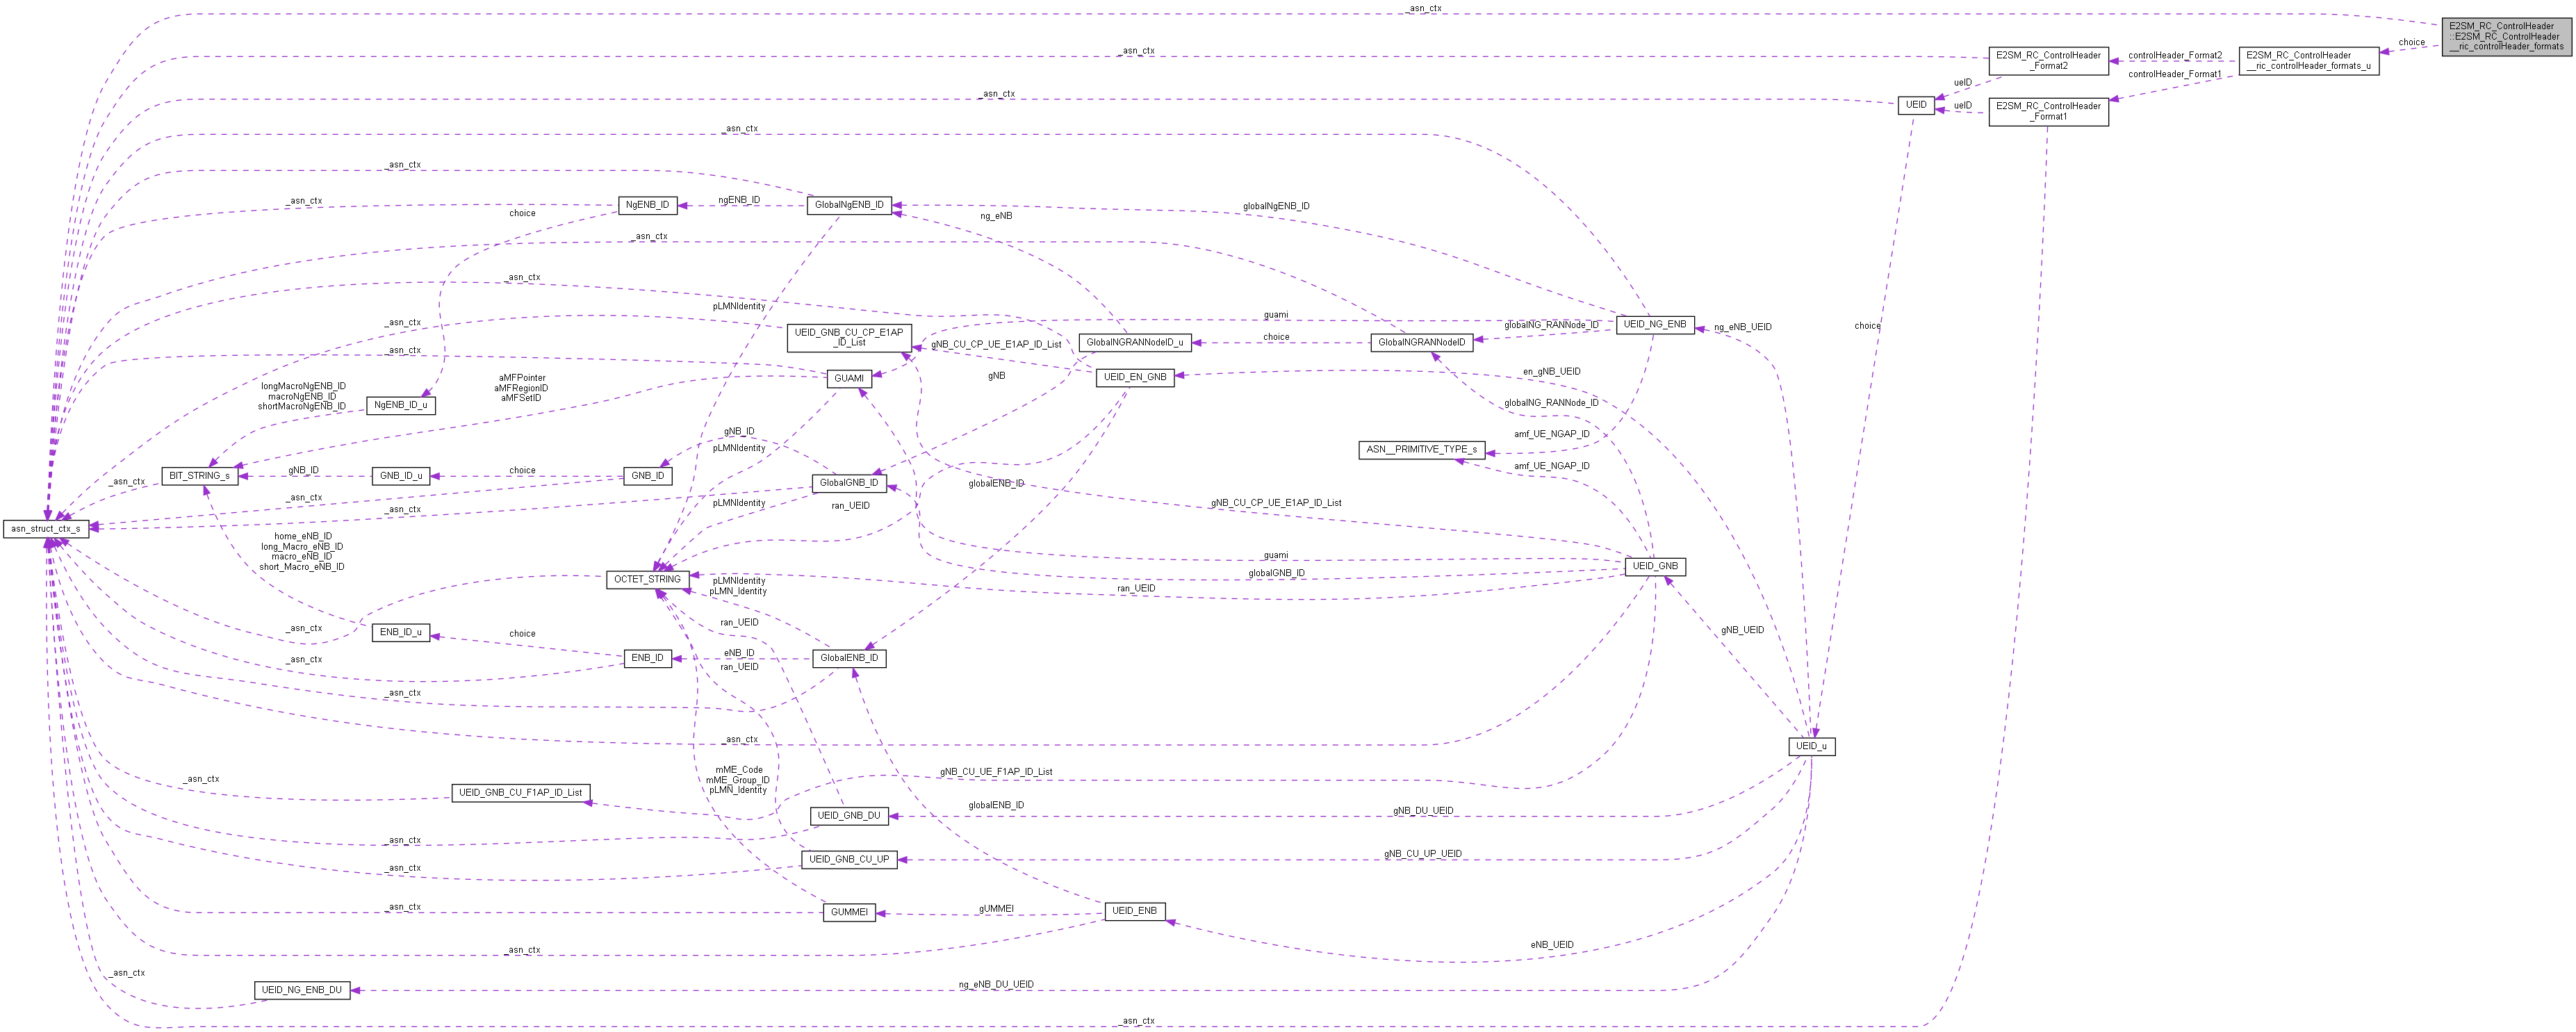 _asn_ctx
E2SM_RC_ControlHeader
::E2SM_RC_ControlHeader
__ric_controlHeader_formats
choice
_asn_ctx
E2SM_RC_ControlHeader
_Format2
controlHeader_Format2
E2SM_RC_ControlHeader
__ric_controlHeader_formats_u
controlHeader_Format1
ueID
_asn_ctx
UEID
ueID
E2SM_RC_ControlHeader
_Format1
_asn_ctx
_asn_ctx
_asn_ctx
NgENB_ID
ngENB_ID
GlobalNgENB_ID
globalNgENB_ID
choice
ng_eNB
_asn_ctx
_asn_ctx
pLMNIdentity
guami
_asn_ctx
UEID_GNB_CU_CP_E1AP
_ID_List
gNB_CU_CP_UE_E1AP_ID_List
GlobalNGRANNodeID_u
choice
GlobalNGRANNodeID
globalNG_RANNode_ID
UEID_NG_ENB
ng_eNB_UEID
choice
_asn_ctx
GUAMI
aMFPointer
aMFRegionID
aMFSetID
gNB
UEID_EN_GNB
en_gNB_UEID
longMacroNgENB_ID
macroNgENB_ID
shortMacroNgENB_ID
NgENB_ID_u
globalNG_RANNode_ID
gNB_ID
pLMNIdentity
amf_UE_NGAP_ID
ASN__PRIMITIVE_TYPE_s
amf_UE_NGAP_ID
BIT_STRING_s
gNB_ID
GNB_ID_u
choice
GNB_ID
GlobalGNB_ID
globalENB_ID
_asn_ctx
_asn_ctx
pLMNIdentity
ran_UEID
gNB_CU_CP_UE_E1AP_ID_List
_asn_ctx
asn_struct_ctx_s
home_eNB_ID
long_Macro_eNB_ID
macro_eNB_ID
short_Macro_eNB_ID
guami
globalGNB_ID
UEID_GNB
OCTET_STRING
pLMNIdentity
pLMN_Identity
ran_UEID
_asn_ctx
ENB_ID_u
choice
ran_UEID
gNB_UEID
_asn_ctx
ENB_ID
eNB_ID
GlobalENB_ID
ran_UEID
_asn_ctx
_asn_ctx
UEID_u
_asn_ctx
UEID_GNB_CU_F1AP_ID_List
mME_Code
mME_Group_ID
pLMN_Identity
gNB_CU_UE_F1AP_ID_List
UEID_GNB_DU
globalENB_ID
gNB_DU_UEID
_asn_ctx
_asn_ctx
UEID_GNB_CU_UP
gNB_CU_UP_UEID
_asn_ctx
GUMMEI
gUMMEI
UEID_ENB
eNB_UEID
_asn_ctx
_asn_ctx
UEID_NG_ENB_DU
ng_eNB_DU_UEID
_asn_ctx